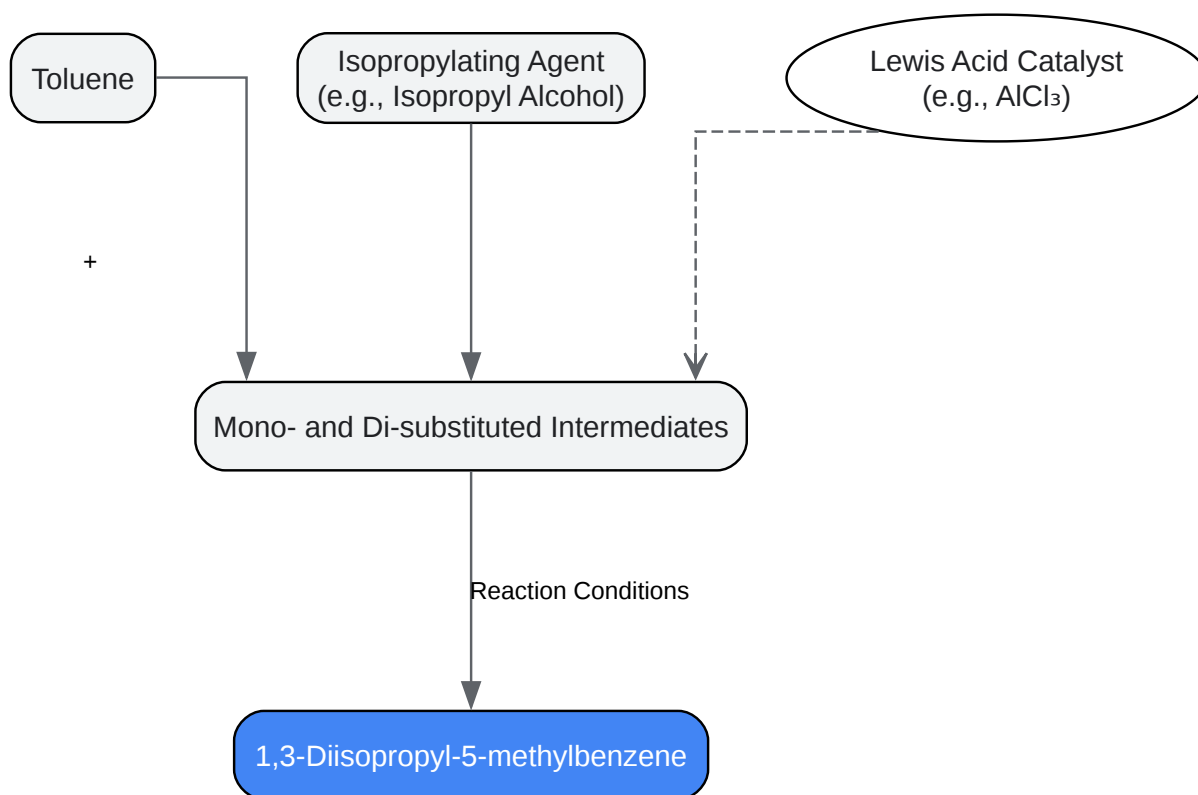 Toluene
Isopropylating Agent
(e.g., Isopropyl Alcohol)
Lewis Acid Catalyst
(e.g., AlCl₃)
+
Mono- and Di-substituted Intermediates
Reaction Conditions
1,3-Diisopropyl-5-methylbenzene